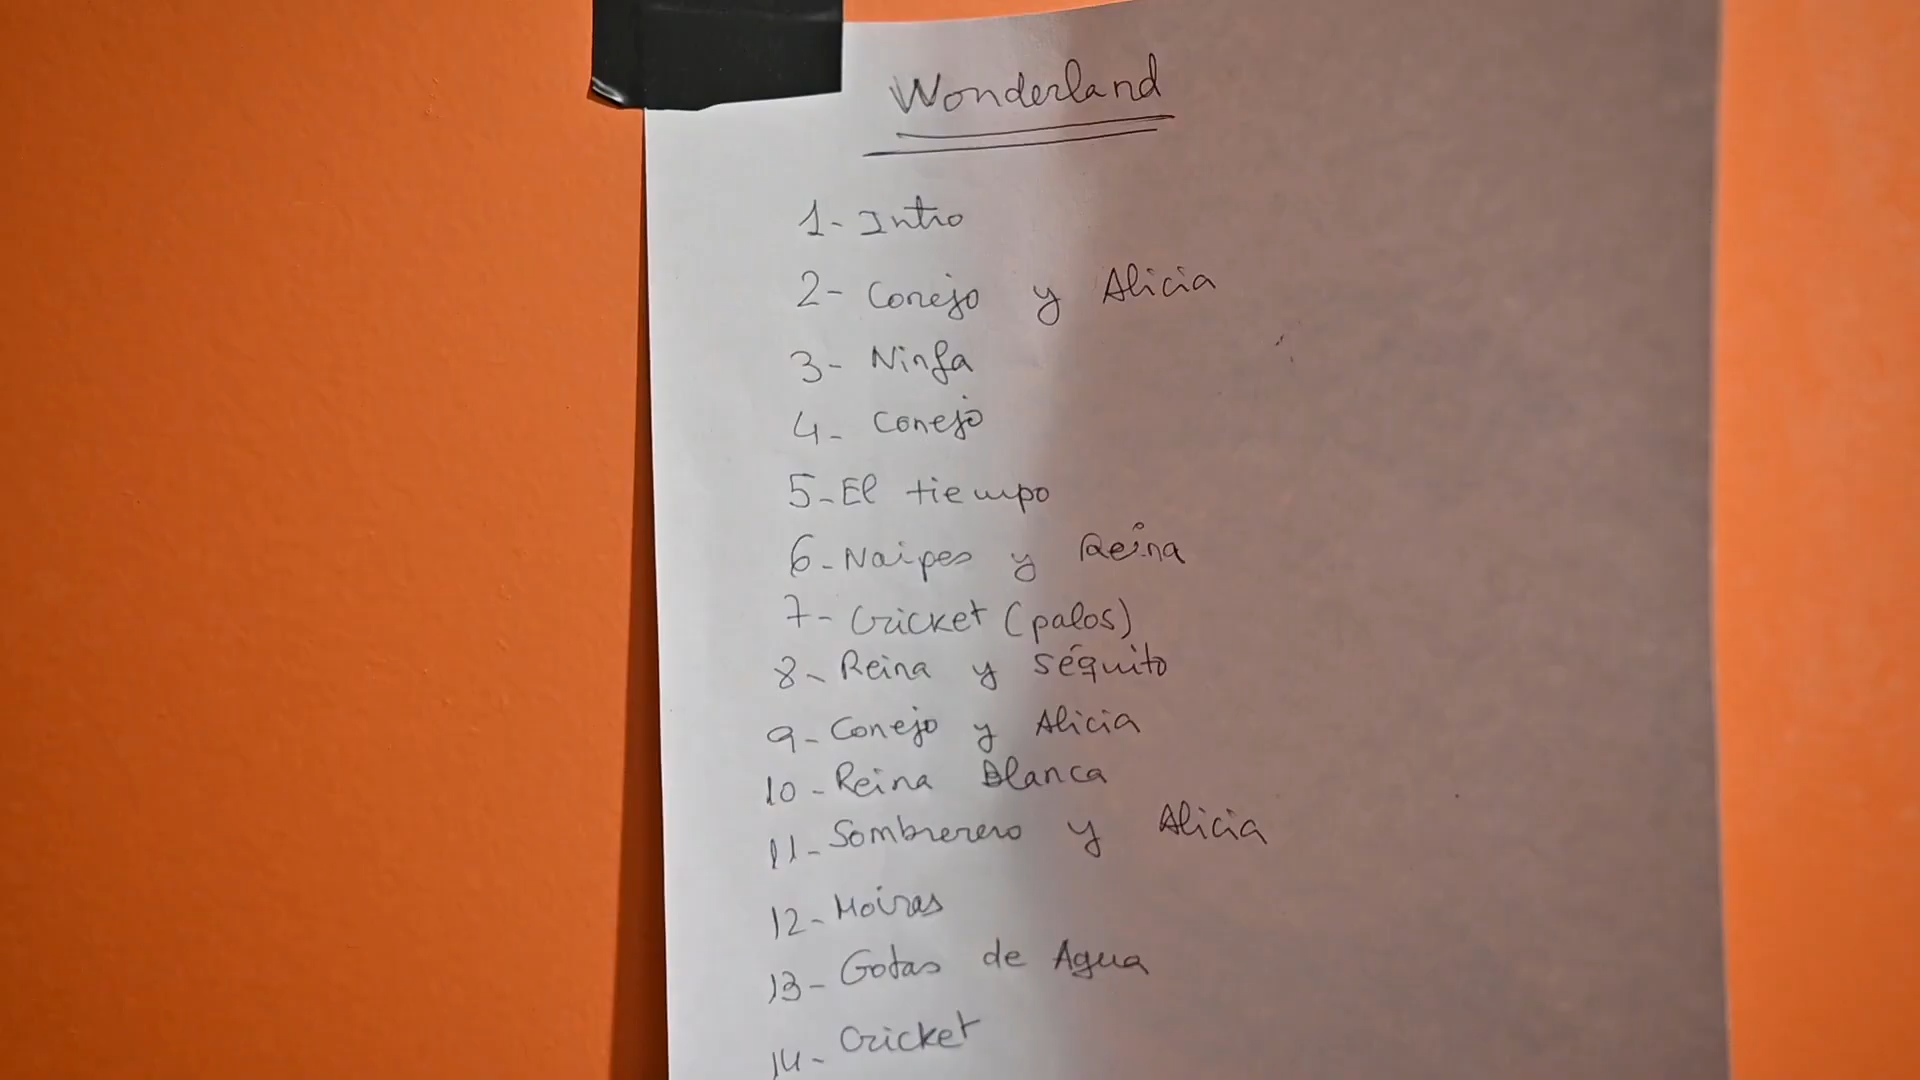 Wonderland
1- Intro
2- Conejo y Alicia
3- Ninfa
4- Conejo
5- El tiempo
6- Naipes y Reina
7- Cricket (palos)
8- Reina y séquito
9- Conejo y Alicia
10- Reina Blanca
11- Sombrerero y Alicia
12- Moiras
13- Gotas de Agua
14- Cricket